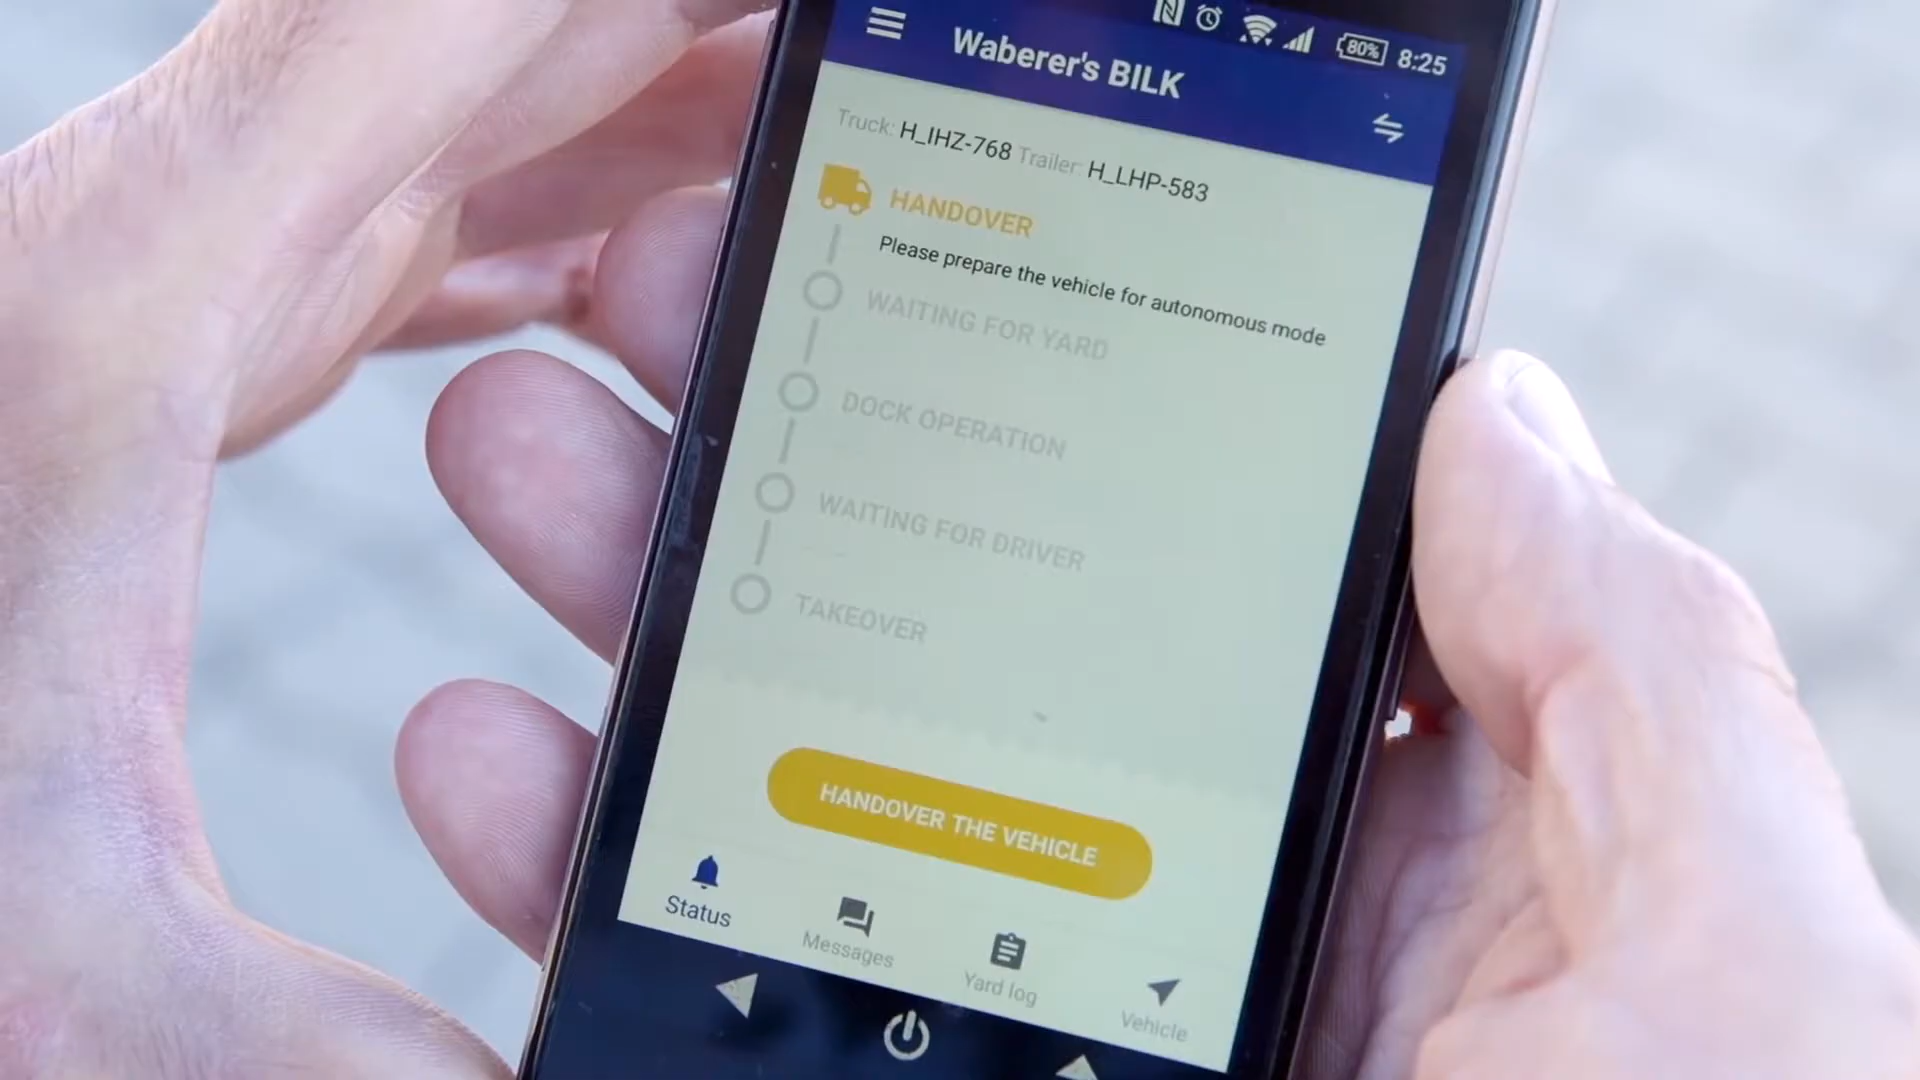 80% 8:25
Waberer's BILK
Truck: H_IHZ-768 Trailer: H_LHP-583
HANDOVER
Please prepare the vehicle for autonomous mode
WAITING FOR YARD
DOCK OPERATION
WAITING FOR DRIVER
TAKEOVER
HANDOVER THE VEHICLE
Status
Messages
Yard log
Vehicle